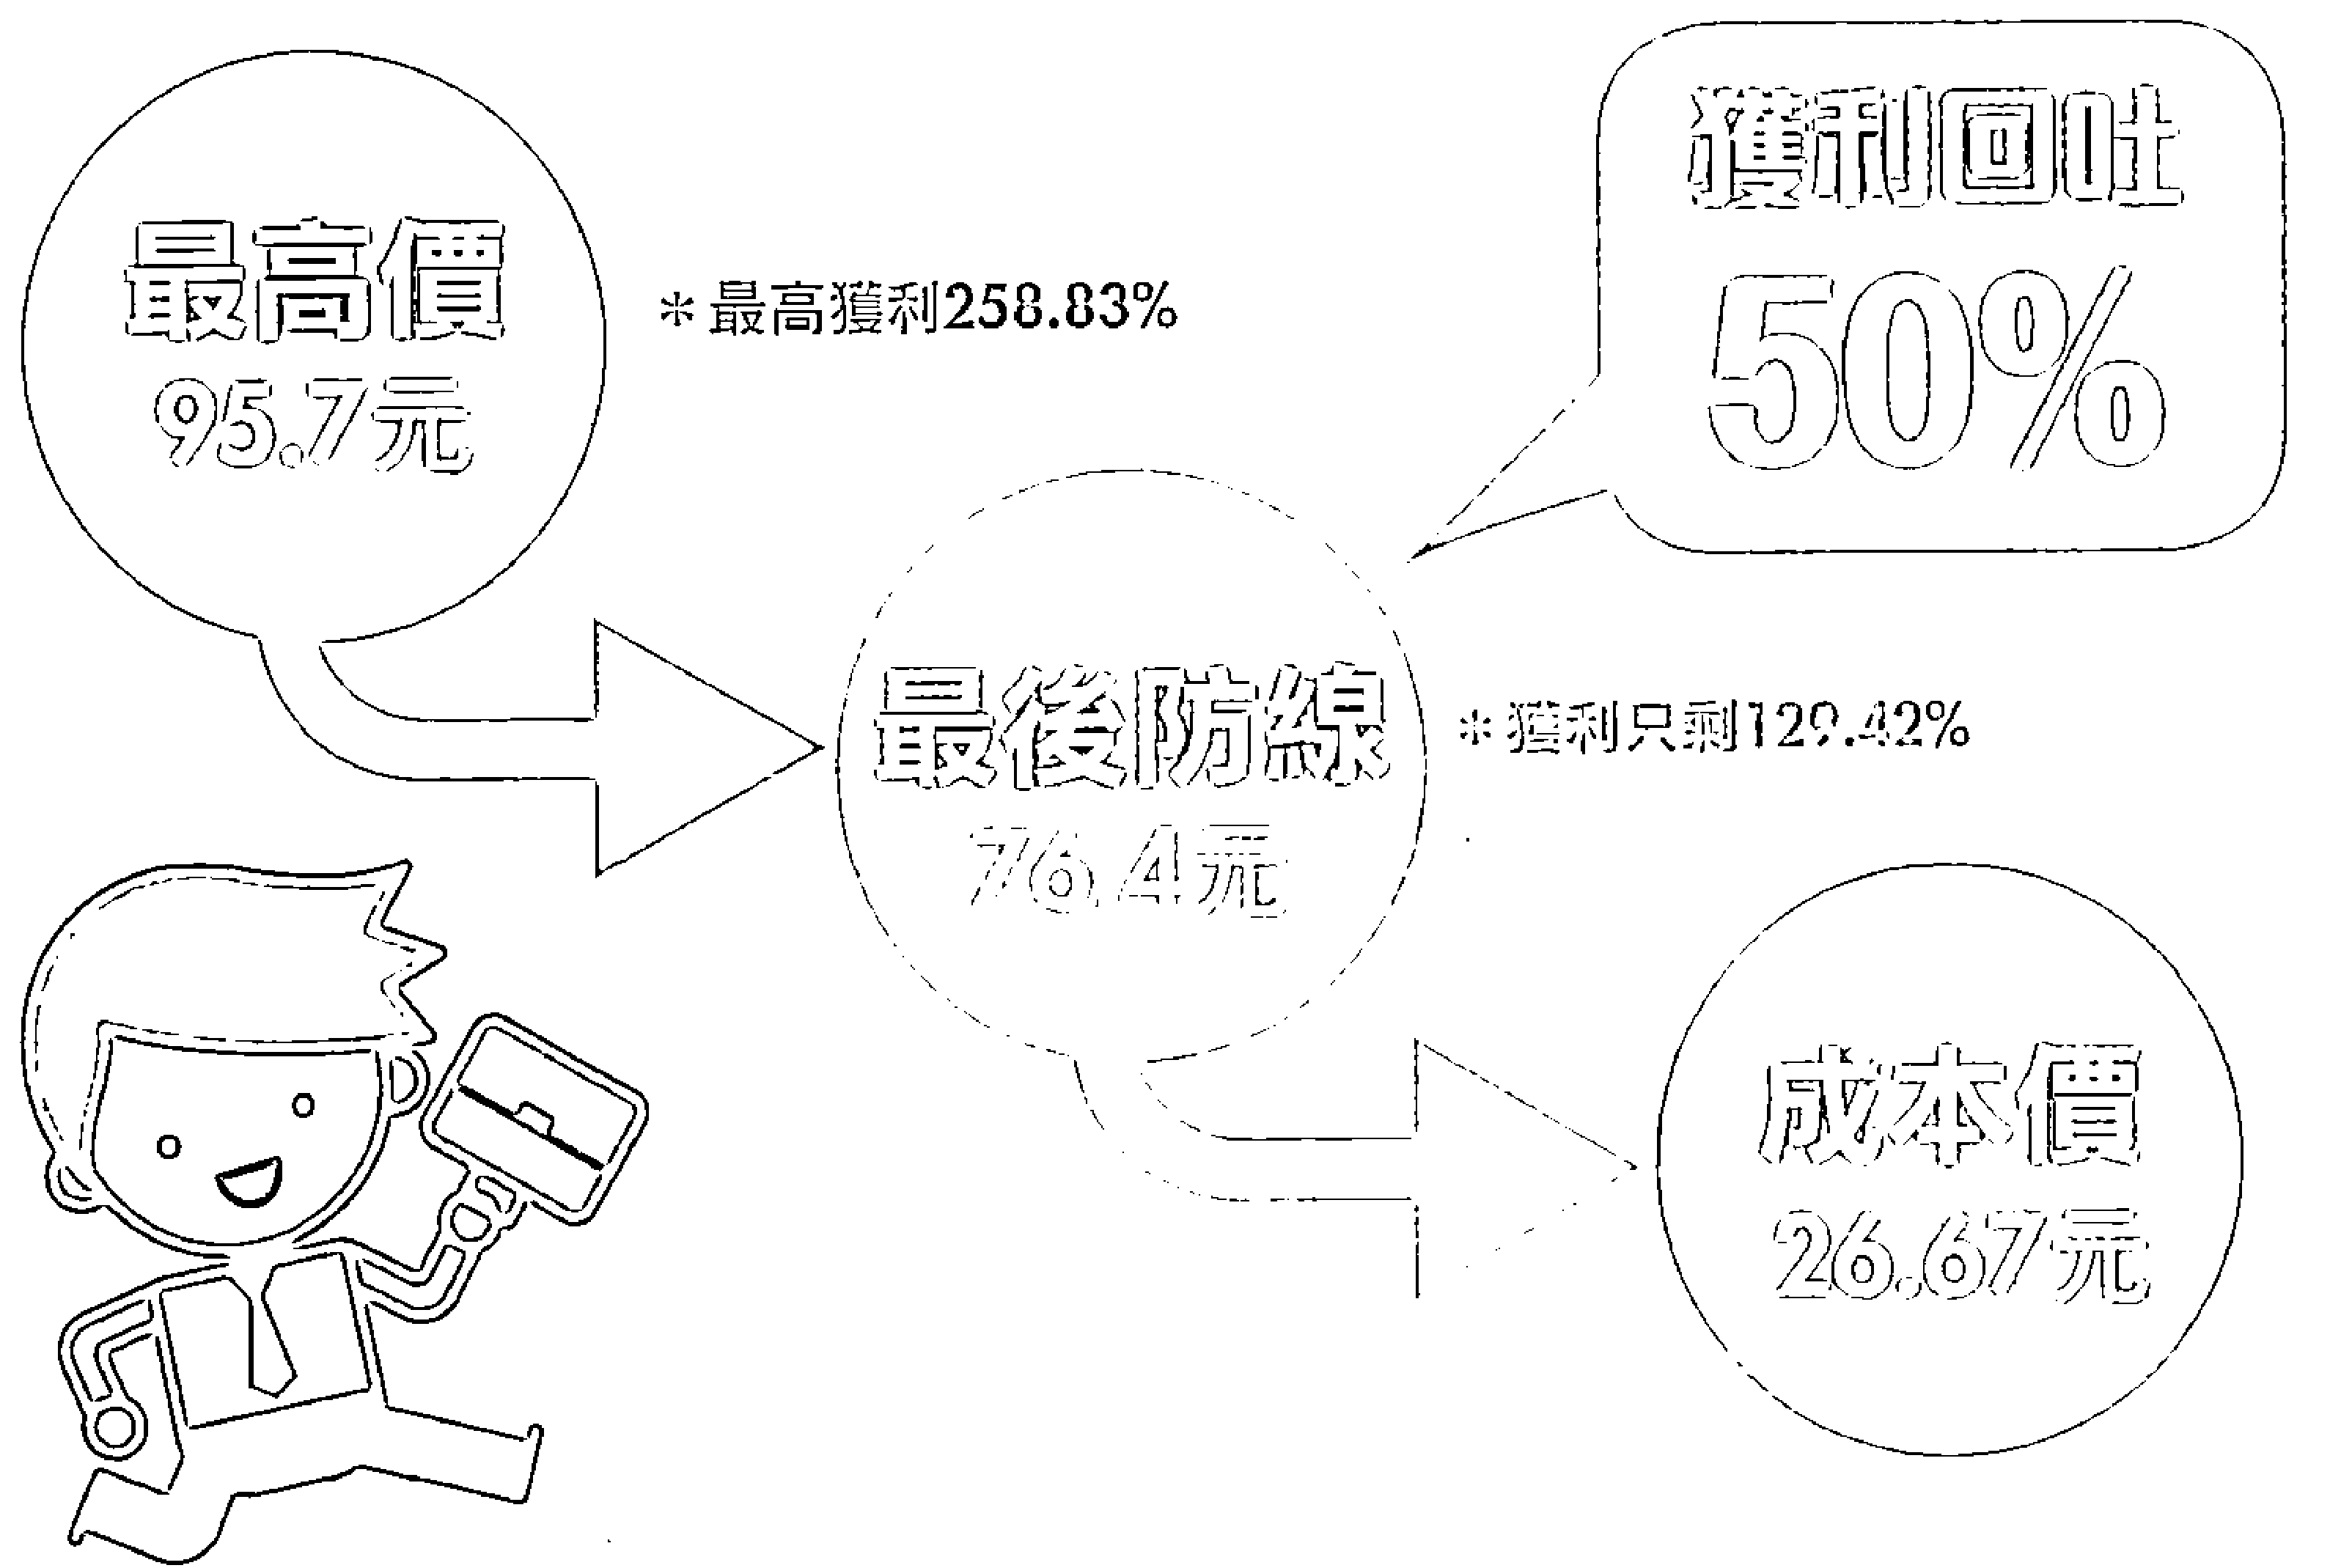 最高價
95.7元
＊最高獲利258.83%
獲利回吐
50%
最後防線
76.4元
＊獲利只剩129.42%
成本價
26.67元